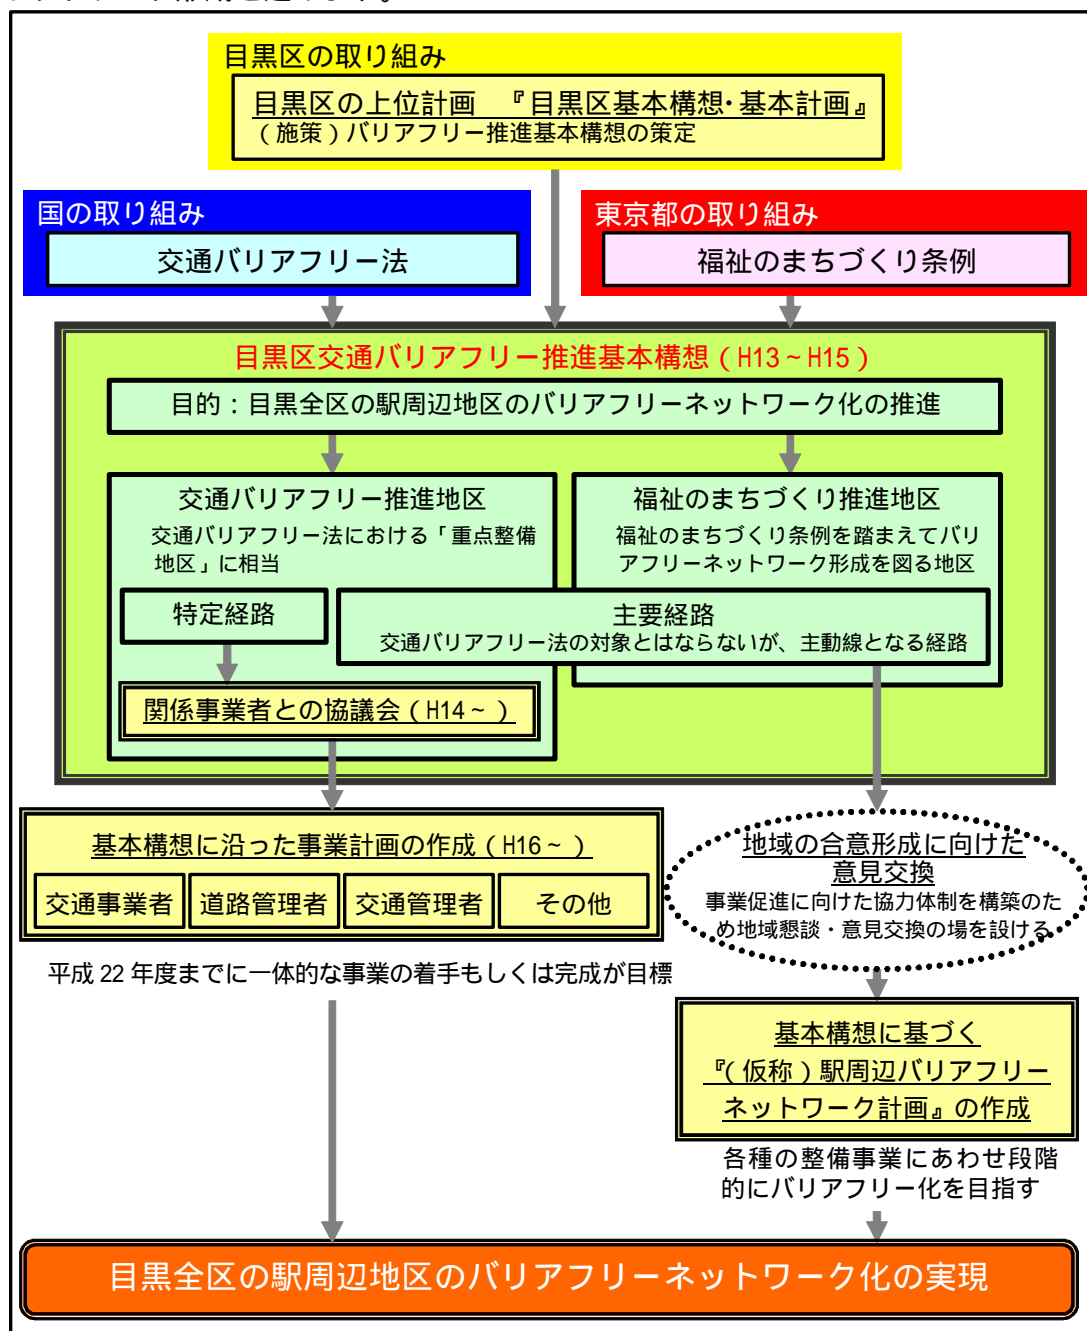 目黒区の取り組み
目黒区の上位計画　『目黒区基本構想・基本計画』
（施策）バリアフリー推進基本構想の策定
国の取り組み
交通バリアフリー法
東京都の取り組み
福祉のまちづくり条例
目黒区交通バリアフリー推進基本構想（H13～H15）
目的：目黒全区の駅周辺地区のバリアフリーネットワーク化の推進
交通バリアフリー推進地区
交通バリアフリー法における「重点整備
地区」に相当
福祉のまちづくり推進地区
福祉のまちづくり条例を踏まえてバリ
アフリーネットワーク形成を図る地区
特定経路
主要経路
交通バリアフリー法の対象とはならないが、主動線となる経路
関係事業者との協議会（H14～）
基本構想に沿った事業計画の作成（H16～）
交通事業者
道路管理者
交通管理者
その他
平成22年度までに一体的な事業の着手もしくは完成が目標
地域の合意形成に向けた
意見交換
事業促進に向けた協力体制を構築のた
め地域懇談・意見交換の場を設ける
基本構想に基づく
『（仮称）駅周辺バリアフリー
ネットワーク計画』の作成
各種の整備事業にあわせ段階
的にバリアフリー化を目指す
目黒全区の駅周辺地区のバリアフリーネットワーク化の実現